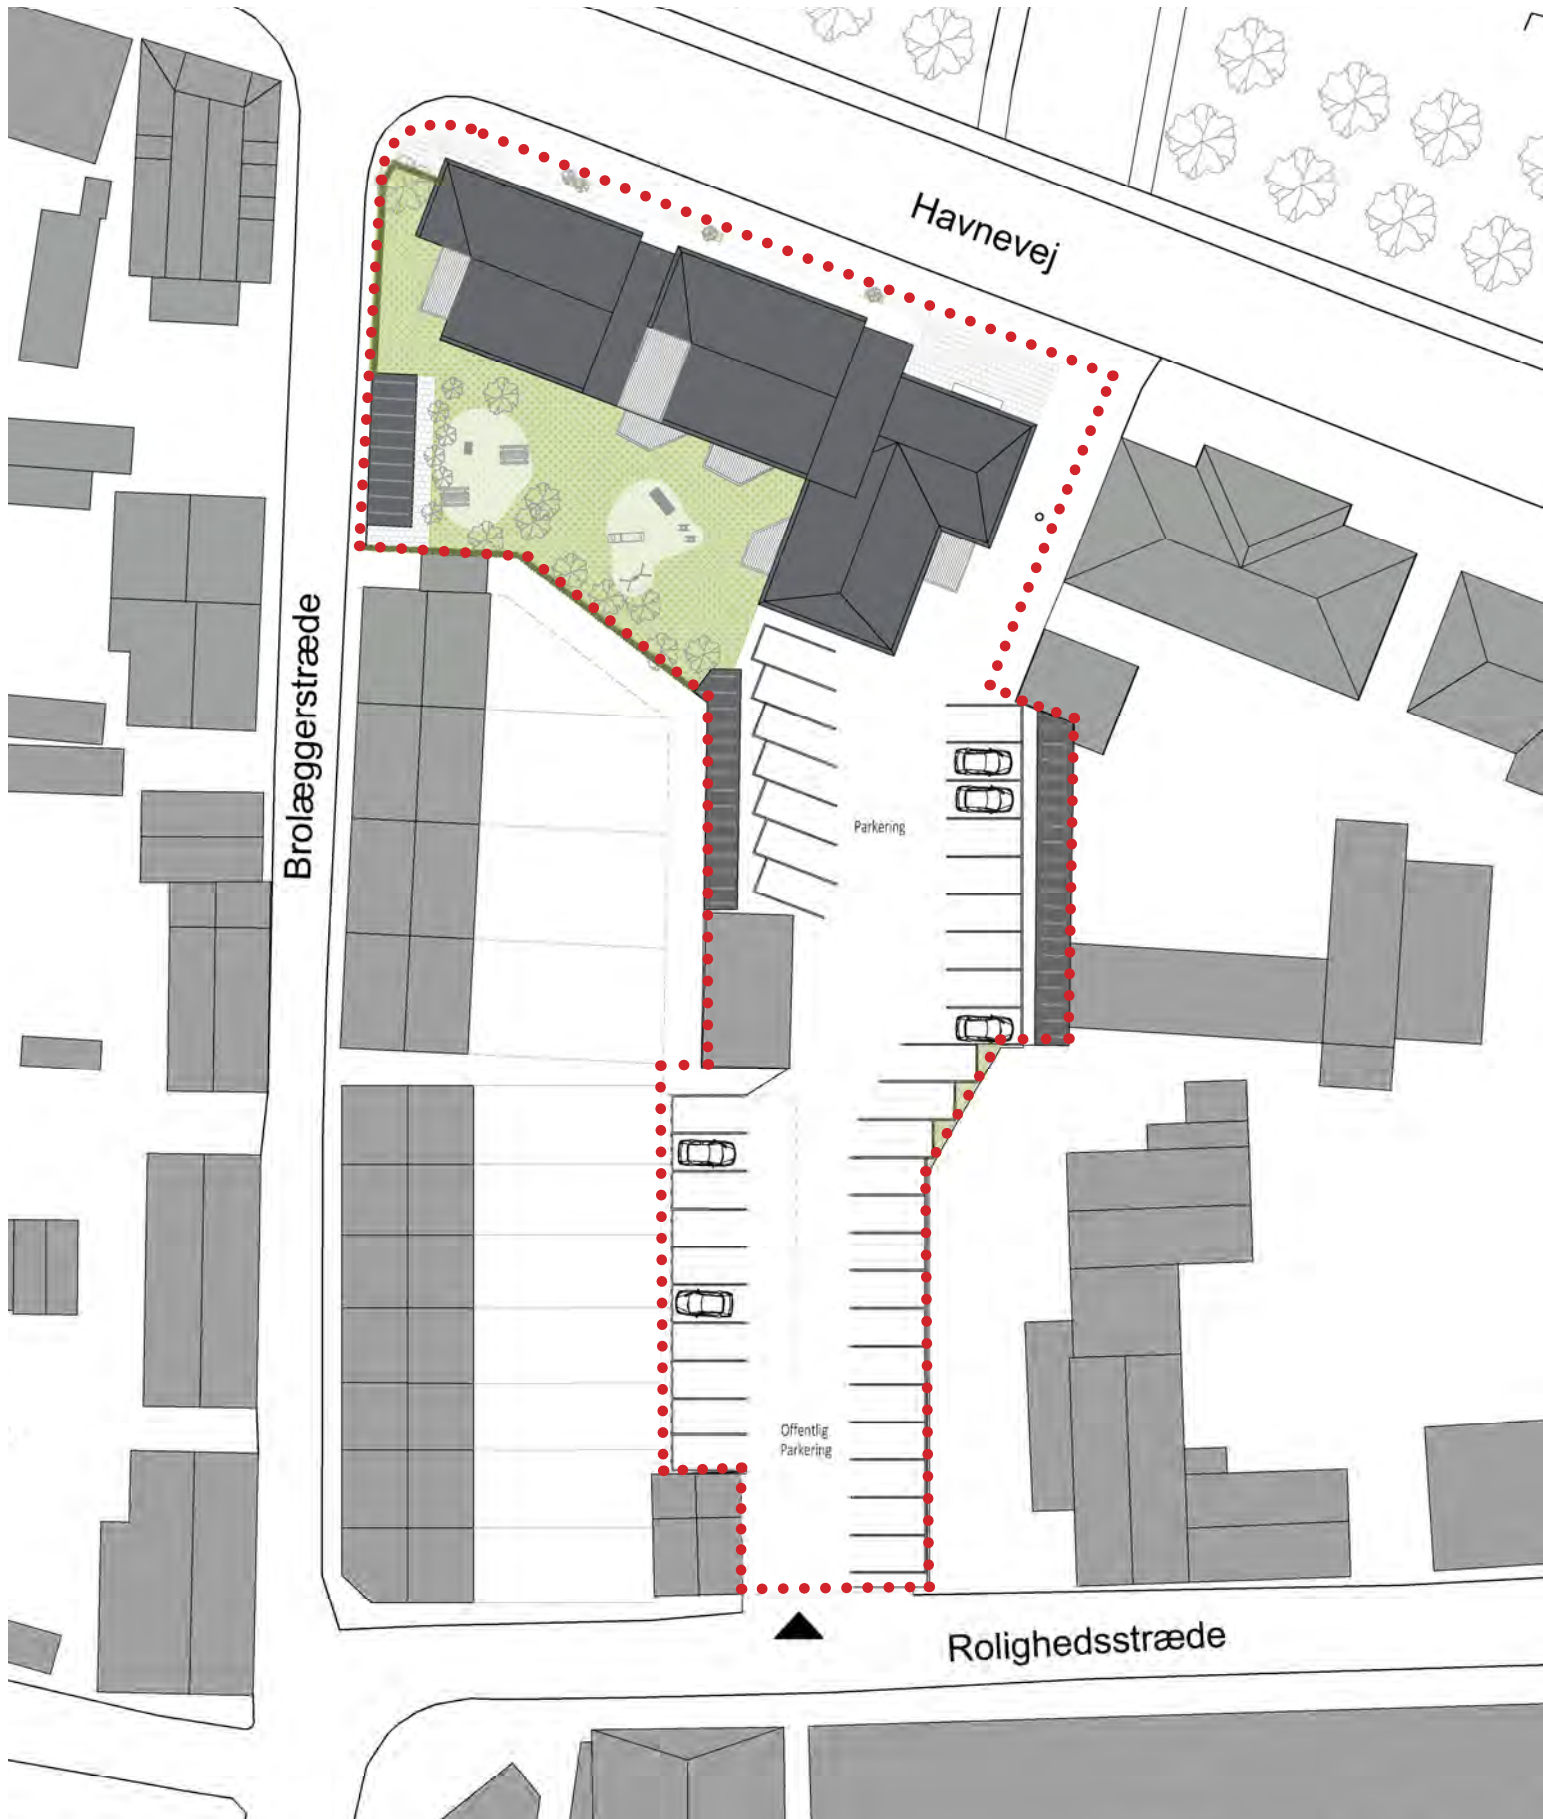 Havnevej
Brolæggerstræde
Parkering
Offentlig
Parkering
Rolighedsstræde